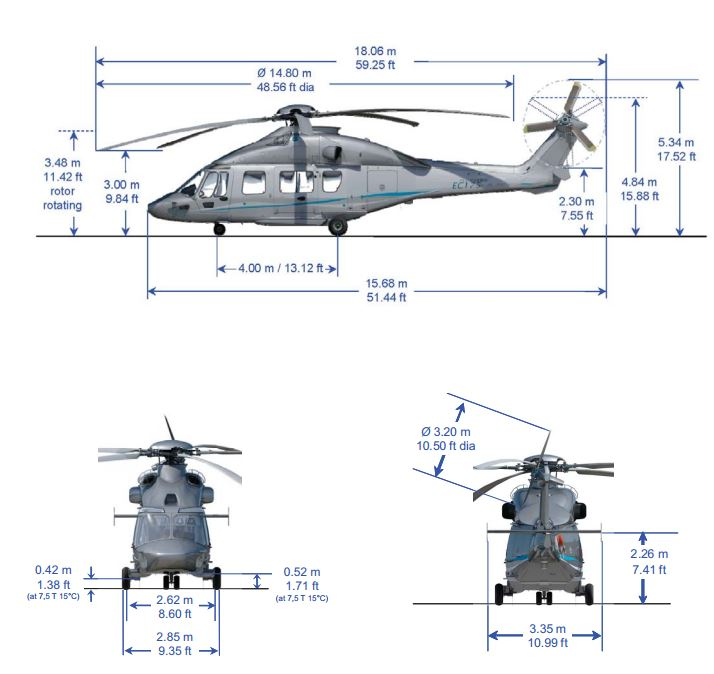 18.06 m
59.25 ft
Ø 14.80 m
48.56 ft dia
3.48 m
11.42 ft
rotor
rotating
3.00 m
9.84 ft
5.34 m
17.52 ft
4.84 m
15.88 ft
2.30 m
7.55 ft
4.00 m / 13.12 ft
15.68 m
51.44 ft
Ø 3.20 m
10.50 ft dia
0.42 m
1.38 ft
(at 7,5 T 15°C)
0.52 m
1.71 ft
(at 7,5 T 15°C)
2.62 m
8.60 ft
2.85 m
9.35 ft
2.26 m
7.41 ft
3.35 m
10.99 ft